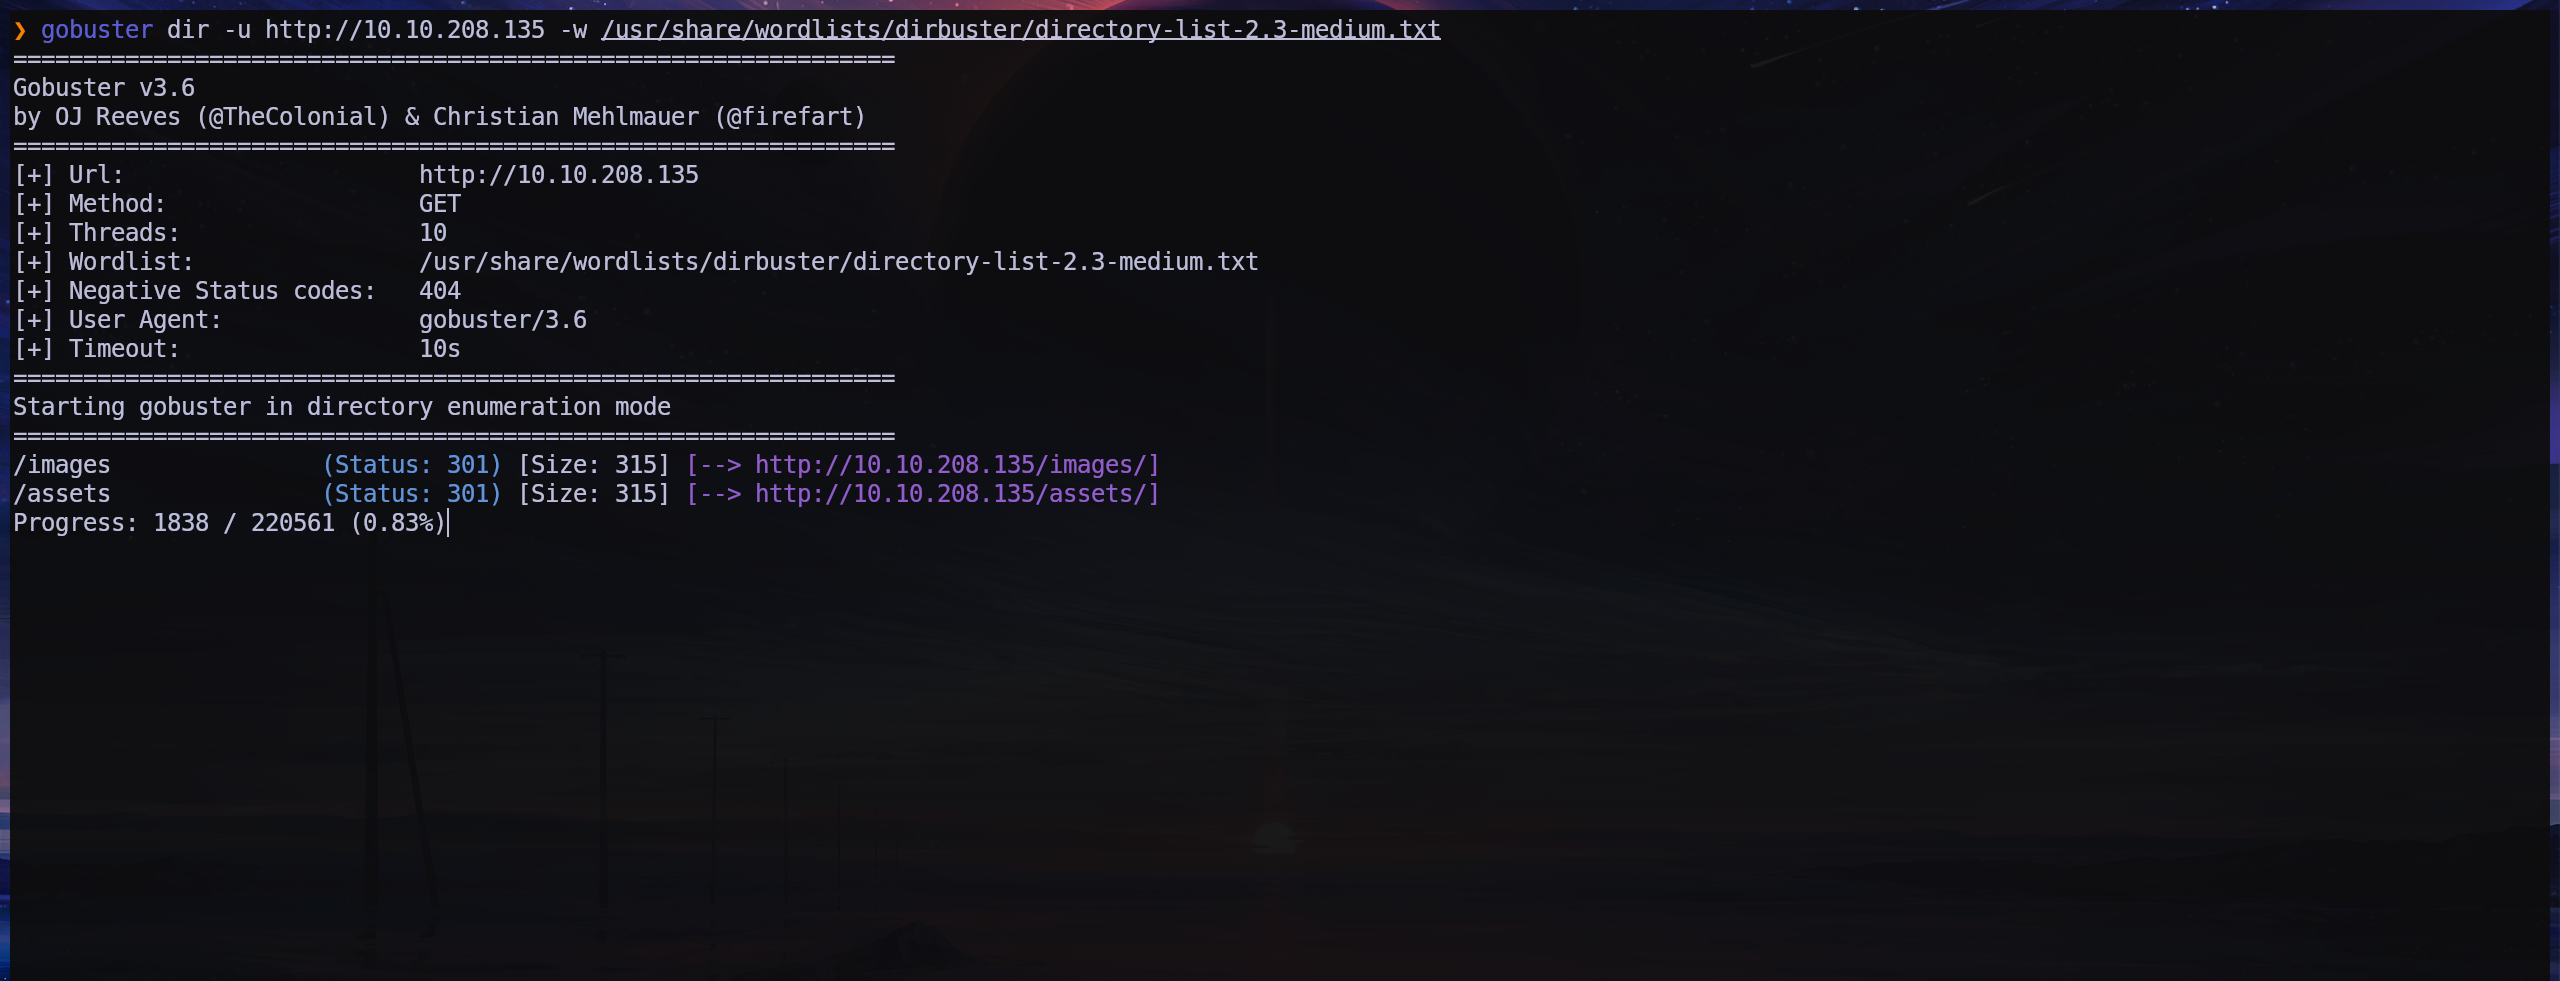 ❯ gobuster dir -u http://10.10.208.135 -w /usr/share/wordlists/dirbuster/directory-list-2.3-medium.txt
===============================================================
Gobuster v3.6
by OJ Reeves (@TheColonial) & Christian Mehlmauer (@firefart)
===============================================================
[+] Url:                     http://10.10.208.135
[+] Method:                  GET
[+] Threads:                 10
[+] Wordlist:                /usr/share/wordlists/dirbuster/directory-list-2.3-medium.txt
[+] Negative Status codes:   404
[+] User Agent:              gobuster/3.6
[+] Timeout:                 10s
===============================================================
Starting gobuster in directory enumeration mode
===============================================================
/images               (Status: 301) [Size: 315] [--> http://10.10.208.135/images/]
/assets               (Status: 301) [Size: 315] [--> http://10.10.208.135/assets/]
Progress: 1838 / 220561 (0.83%)